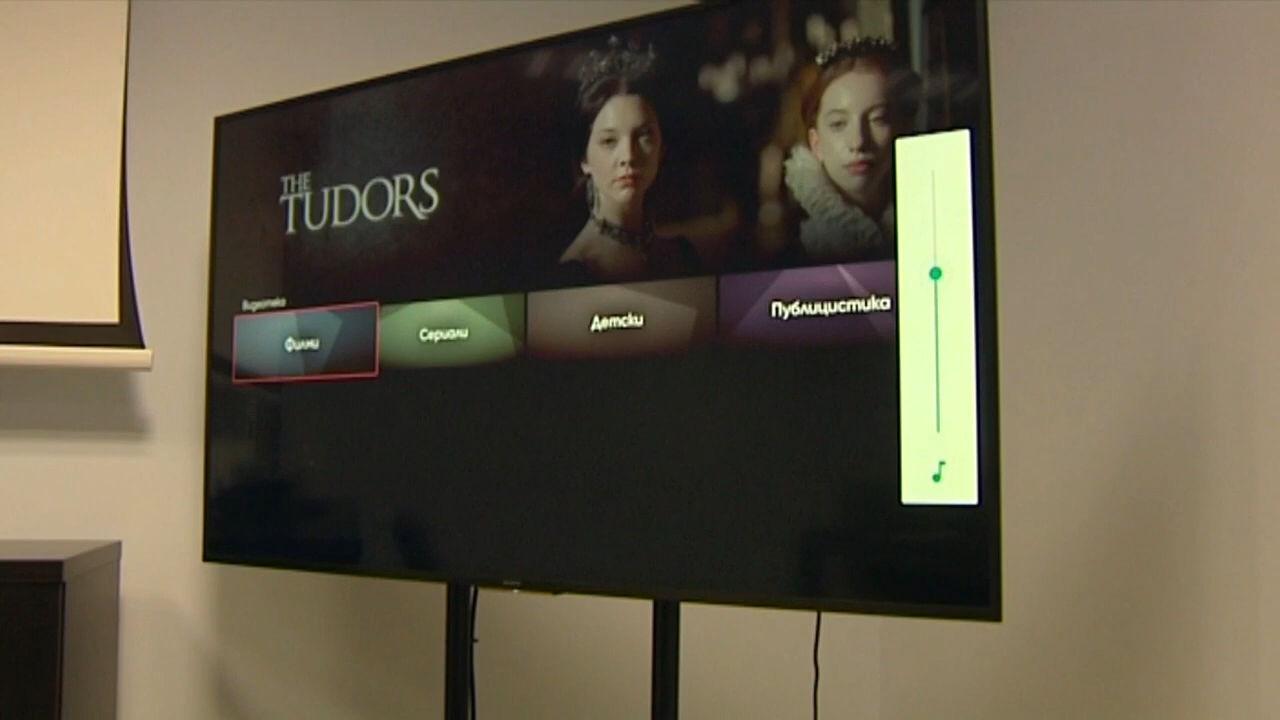 THE
TUDORS
Видеотека
Филми
Сериали
Детски
Публицистика